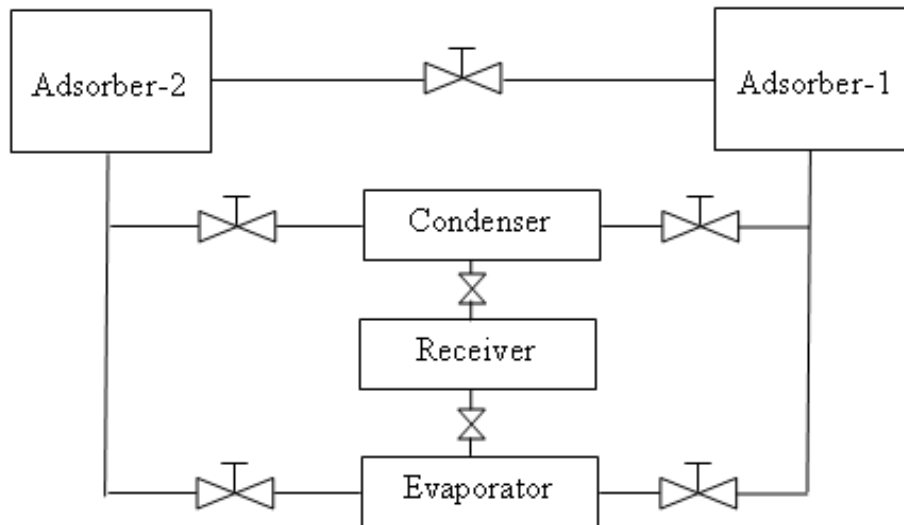 Adsorber-2
Adsorber-1
Condenser
Receiver
Evaporator